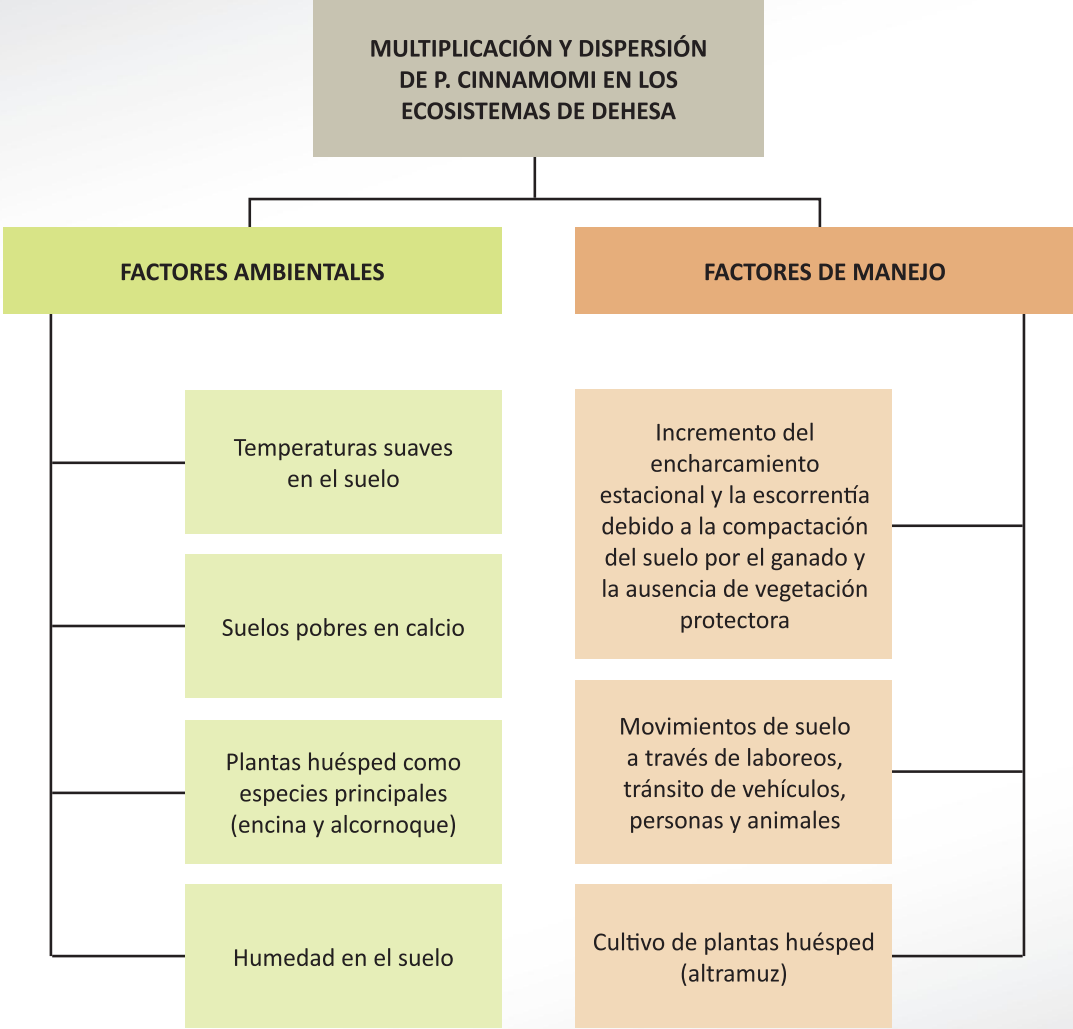 MULTIPLICACIÓN Y DISPERSIÓN
DE P. CINNAMOMI EN LOS
ECOSISTEMAS DE DEHESA
FACTORES AMBIENTALES
Temperaturas suaves
en el suelo
Suelos pobres en calcio
Plantas huésped como
especies principales
(encina y alcornoque)
Humedad en el suelo
FACTORES DE MANEJO
Incremento del
encharcamiento
estacional y la escorrentía
debido a la compactación
del suelo por el ganado y
la ausencia de vegetación
protectora
Movimientos de suelo
a través de laboreos,
tránsito de vehículos,
personas y animales
Cultivo de plantas huésped
(altramuz)